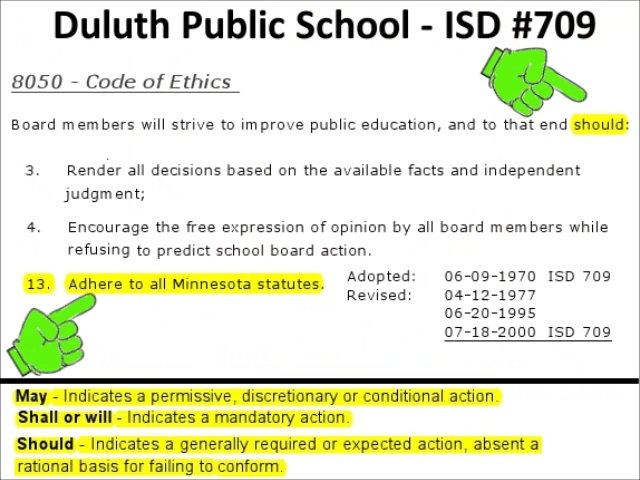 Duluth Public School - ISD #709
8050 - Code of Ethics
Board members will strive to improve public education, and to that end should:
3. Render all decisions based on the available facts and independent
judgment;
4. Encourage the free expression of opinion by all board members while
refusing to predict school board action.
13. Adhere to all Minnesota statutes.
Adopted: 06-09-1970 ISD 709
Revised: 04-12-1977
06-20-1995
07-18-2000 ISD 709
May - Indicates a permissive, discretionary or conditional action.
Shall or will - Indicates a mandatory action.
Should - Indicates a generally required or expected action, absent a
rational basis for failing to conform.